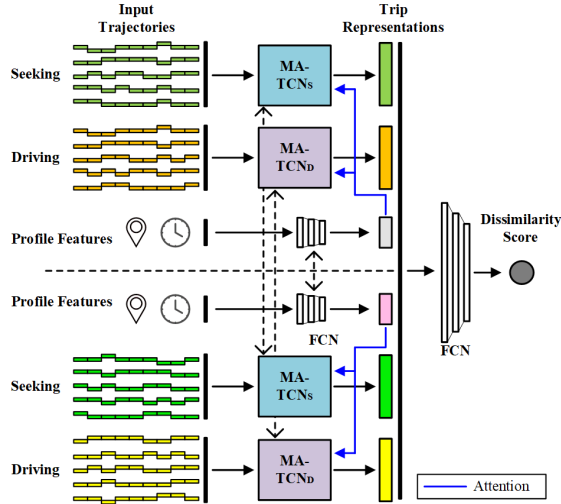 Input
Trajectories
Trip
Representations
Seeking
MA-
TCNS
Driving
MA-
TCND
Profile Features
Dissimilarity
Score
Profile Features
FCN
FCN
Seeking
MA-
TCNS
Driving
MA-
TCND
Attention